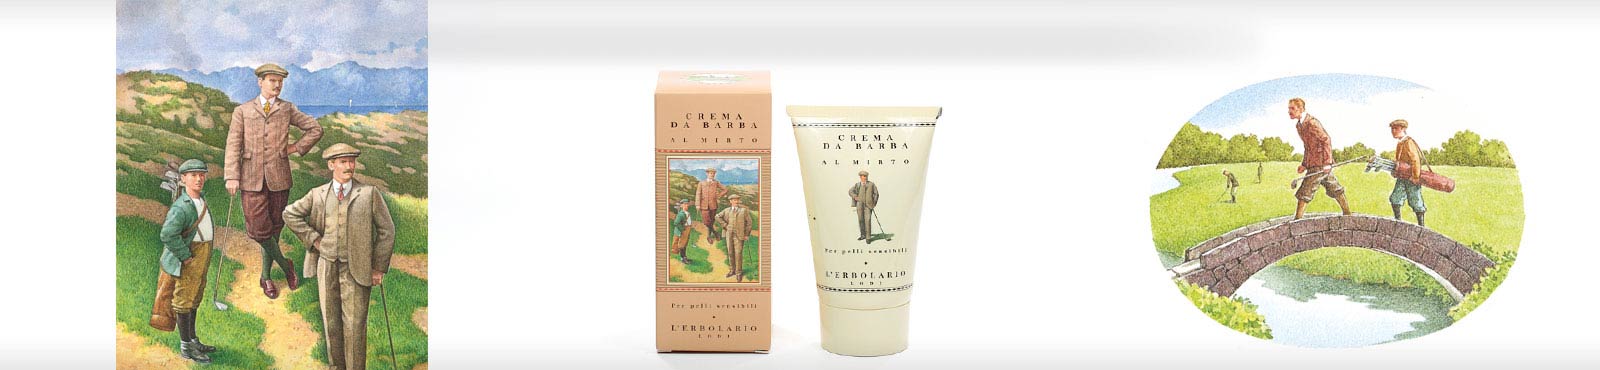 CREMA
DA BARBA
AL MIRTO
Per pelli sensibili
L'ERBOLARIO
LODI
CREMA
DA BARBA
AL MIRTO
Per pelli sensibili
L'ERBOLARIO
LODI